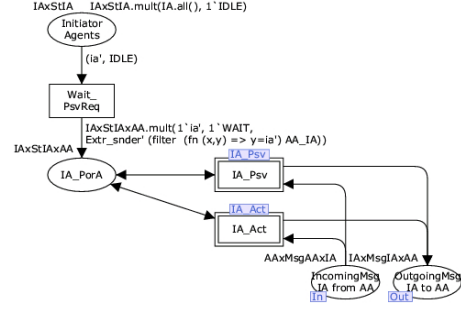 IAxStIA IAxStIA.mult(IA.all(), 1`IDLE)
Initiator
Agents
(ia', IDLE)
Wait_
PsvReq
IAxStIAxAA.mult(1`ia', 1`WAIT,
Extr_snder' (filter (fn (x,y) => y=ia') AA_IA))
IAxStIAxAA
IA_PorA
IA_Psv
IA_Psv
IA_Act
IA_Act
AAxMsgAAxIA
IAxMsgIAxAA
IncomingMsg
IA from AA
In
OutgoingMsg
IA to AA
Out